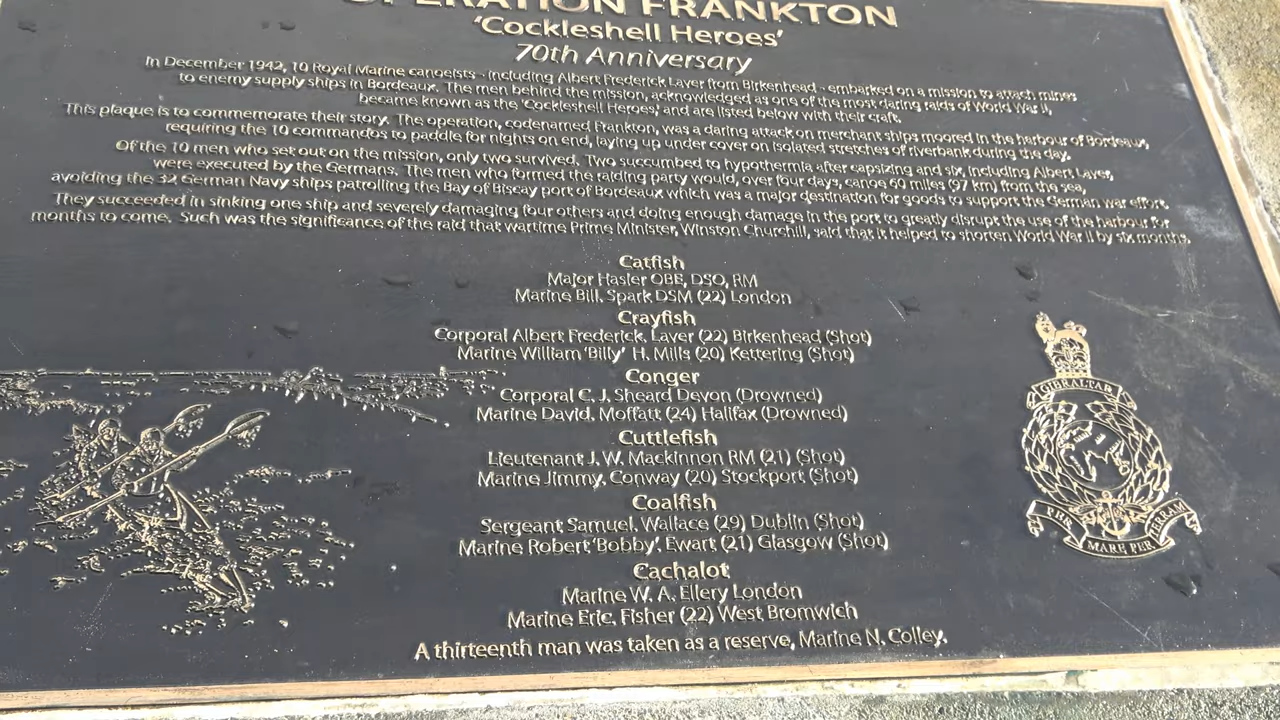 OPERATION FRANKTON
'Cockleshell Heroes'
70th Anniversary
In December 1942, 10 Royal Marine canoeists - including Albert Frederick Laver from Birkenhead - embarked on a mission to attach mines
to enemy supply ships in Bordeaux. The men behind the mission, acknowledged as one of the most daring raids of World War II,
became known as the 'Cockleshell Heroes', and are listed below with their craft.
This plaque is to commemorate their story. The operation, codenamed Frankton, was a daring attack on merchant ships moored in the harbour of Bordeaux,
requiring the 10 commandos to paddle for nights on end, laying up under cover on isolated stretches of riverbank during the day.
Of the 10 men who set out on the mission, only two survived. Two succumbed to hypothermia after capsizing and six, including Albert Laver,
were executed by the Germans. The men who formed the raiding party would, over four days, canoe 60 miles (97 km) from the sea,
avoiding the 32 German Navy ships patrolling the Bay of Biscay port of Bordeaux which was a major destination for goods to support the German war effort.
They succeeded in sinking one ship and severely damaging four others and doing enough damage in the port to greatly disrupt the use of the harbour for
months to come. Such was the significance of the raid that wartime Prime Minister, Winston Churchill, said that it helped to shorten World War II by six months.
Catfish
Major Hasler OBE, DSO, RM
Marine Bill. Spark DSM (22) London
Crayfish
Corporal Albert Frederick. Laver (22) Birkenhead (Shot)
Marine William 'Billy' H. Mills (20) Kettering (Shot)
Conger
Corporal C. J. Sheard Devon (Drowned)
Marine David. Moffatt (24) Halifax (Drowned)
Cuttlefish
Lieutenant J. W. Mackinnon RM (21) (Shot)
Marine Jimmy. Conway (20) Stockport (Shot)
Coalfish
Sergeant Samuel. Wallace (29) Dublin (Shot)
Marine Robert 'Bobby'. Ewart (21) Glasgow (Shot)
Cachalot
Marine W. A. Ellery London
Marine Eric. Fisher (22) West Bromwich
A thirteenth man was taken as a reserve, Marine N. Colley.
GIBRALTAR
PER MARE PER TERRAM